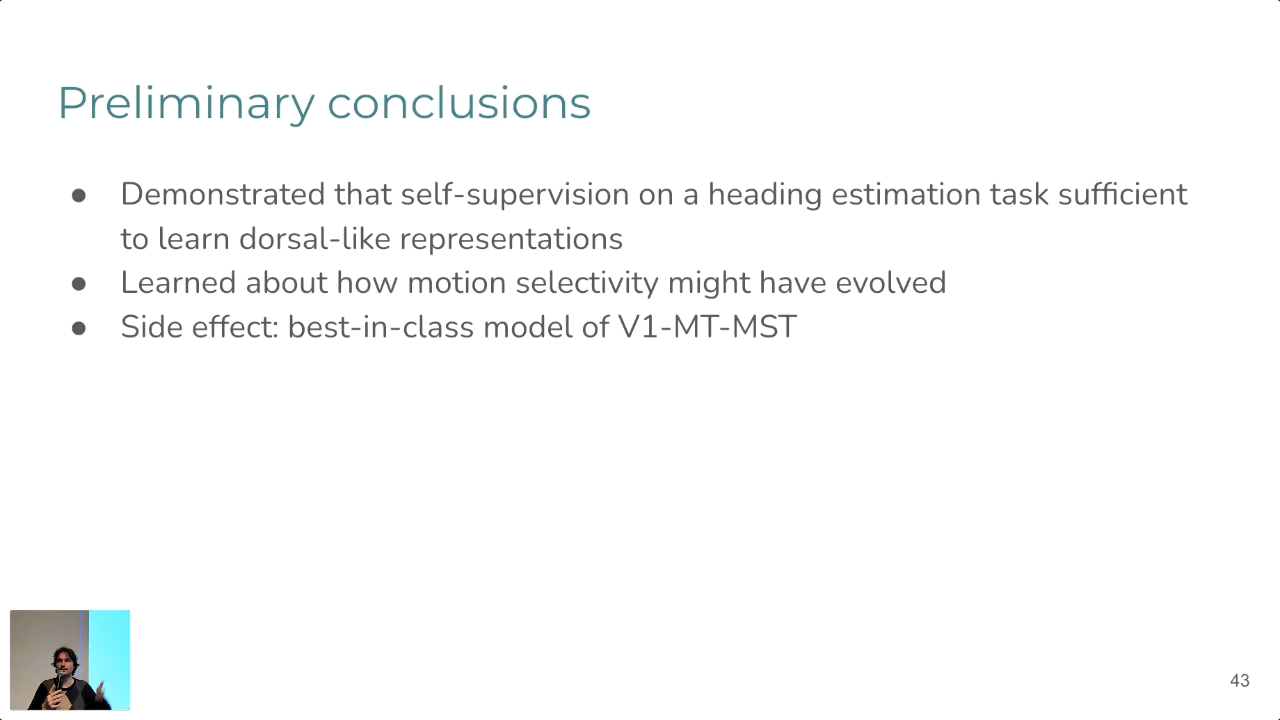 Preliminary conclusions
● Demonstrated that self-supervision on a heading estimation task sufficient
to learn dorsal-like representations
● Learned about how motion selectivity might have evolved
● Side effect: best-in-class model of V1-MT-MST
43